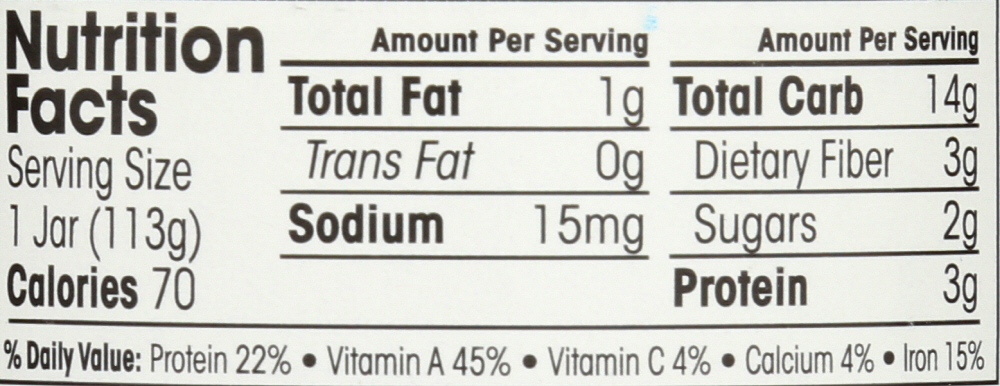 Nutrition
Facts
Serving Size
1 Jar (113g)
Calories 70
Amount Per Serving
Total Fat 1g
Trans Fat 0g
Sodium 15mg
Amount Per Serving
Total Carb 14g
Dietary Fiber 3g
Sugars 2g
Protein 3g
% Daily Value: Protein 22% • Vitamin A 45% • Vitamin C 4% • Calcium 4% • Iron 15%